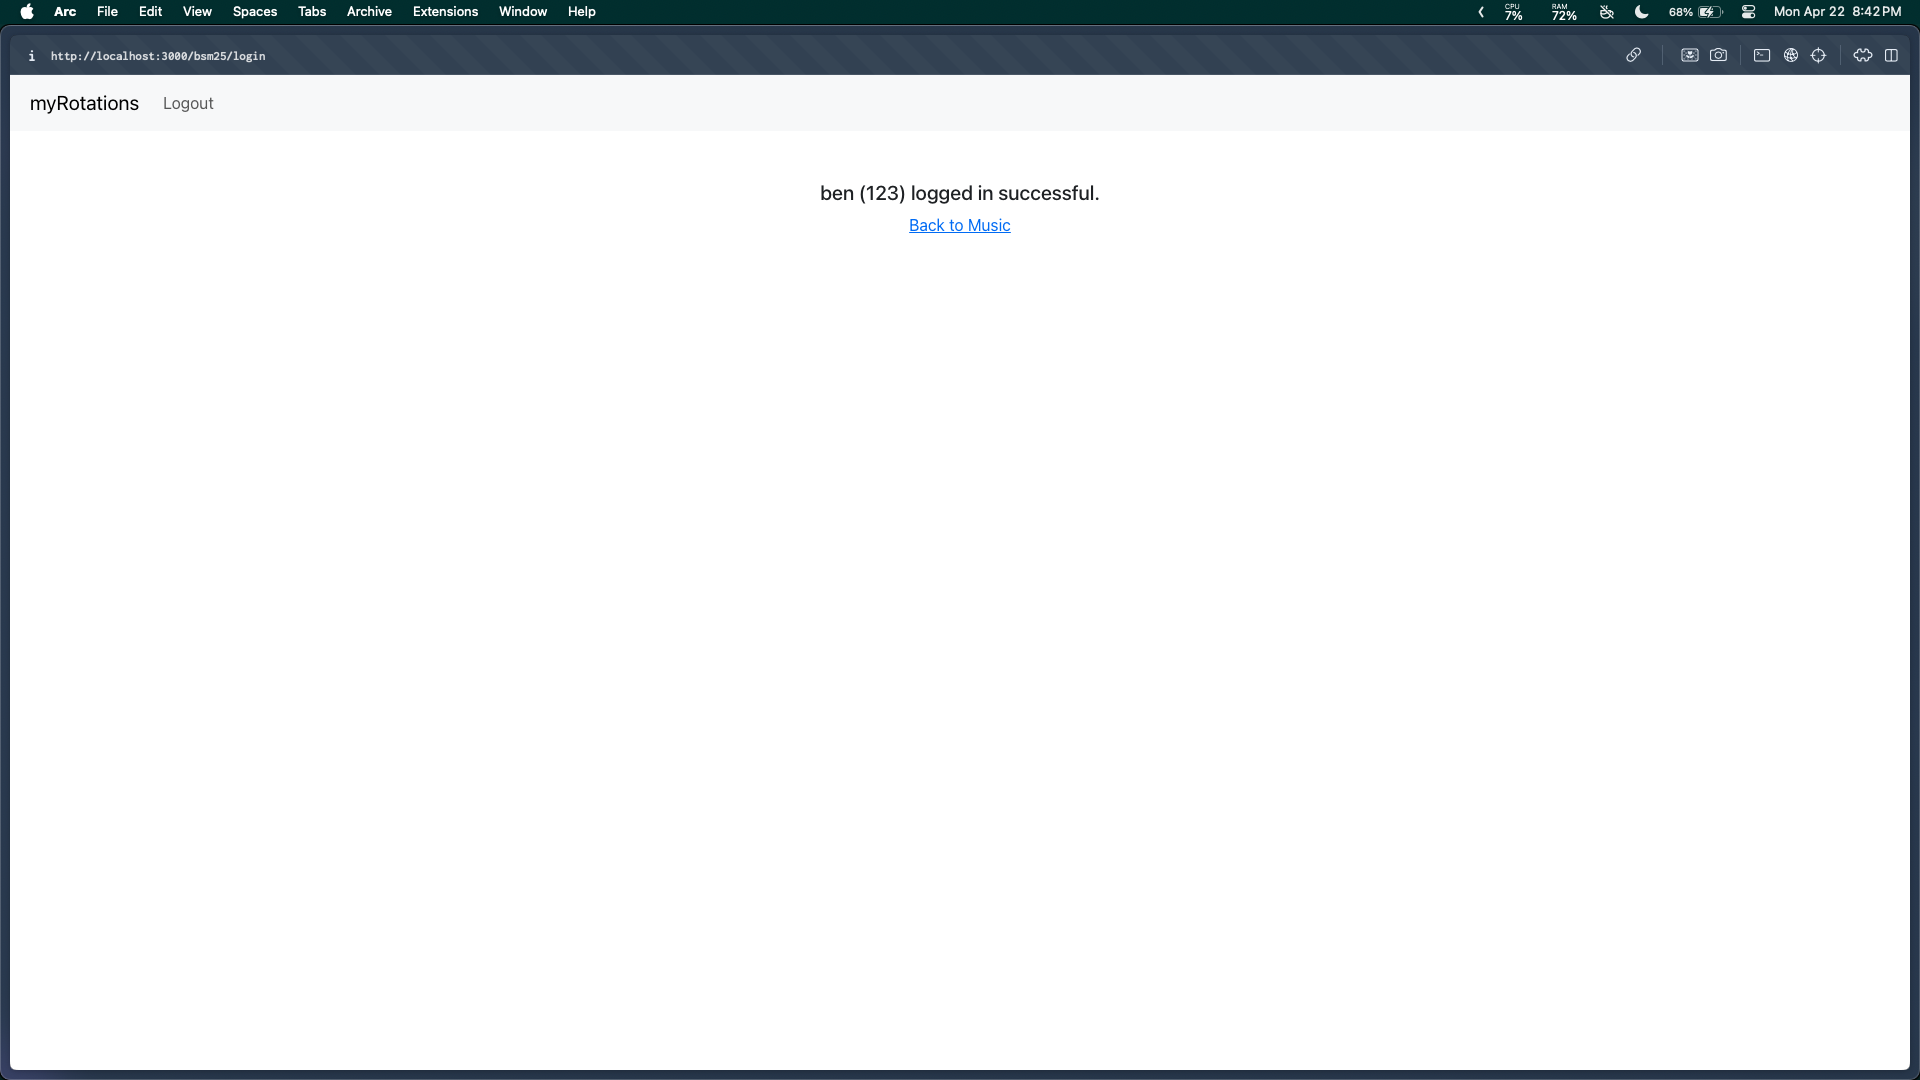 Arc File Edit View Spaces Tabs Archive Extensions Window Help CPU 7% RAM 72% 68% Mon Apr 22 8:42 PM
i http://localhost:3000/bsm25/login
myRotations Logout
ben (123) logged in successful.
Back to Music